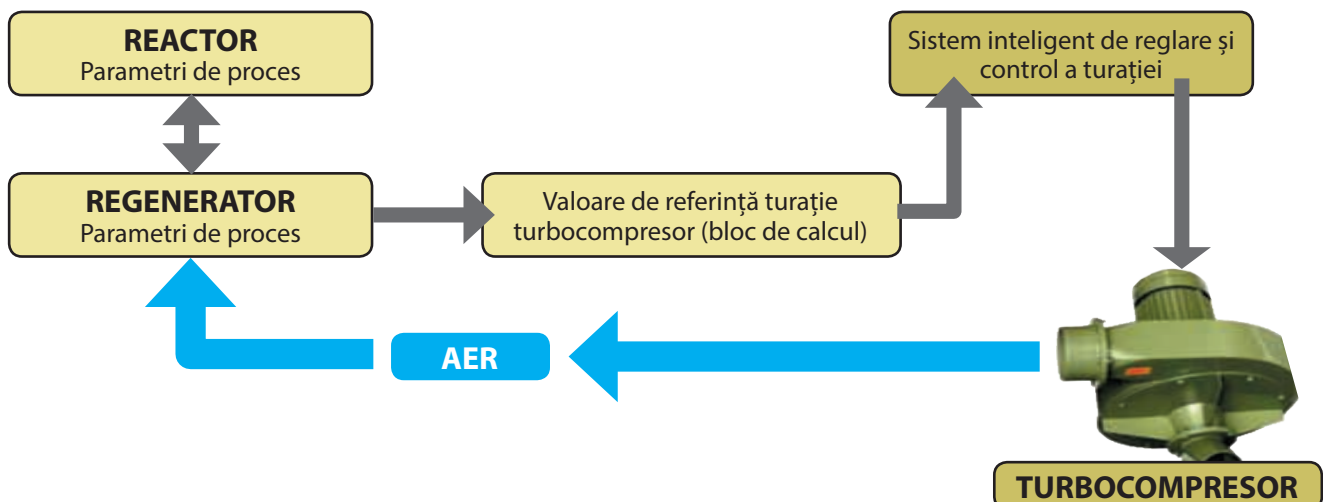 REACTOR
Parametri de proces
Sistem inteligent de reglare și
control a turației
REGENERATOR
Parametri de proces
Valoare de referință turație
turbocompresor (bloc de calcul)
AER
TURBOCOMPRESOR